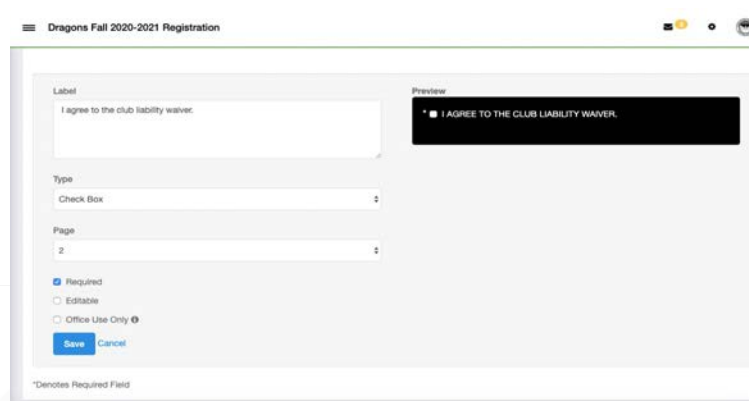 Dragons Fall 2020-2021 Registration
Label
I agree to the club liability waiver.
Preview
* I AGREE TO THE CLUB LIABILITY WAIVER.
Type
Check Box
Page
2
Required
Editable
Office Use Only
Save Cancel
*Denotes Required Field